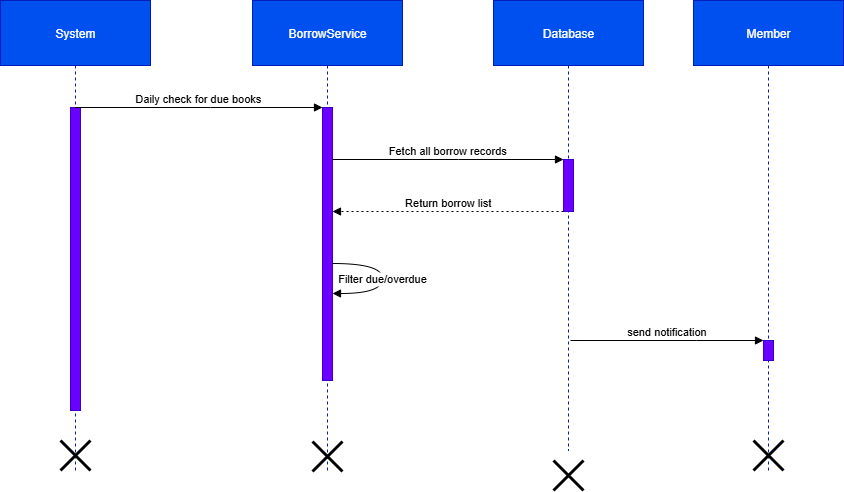 System
BorrowService
Database
Member
Daily check for due books
Fetch all borrow records
Return borrow list
Filter due/overdue
send notification